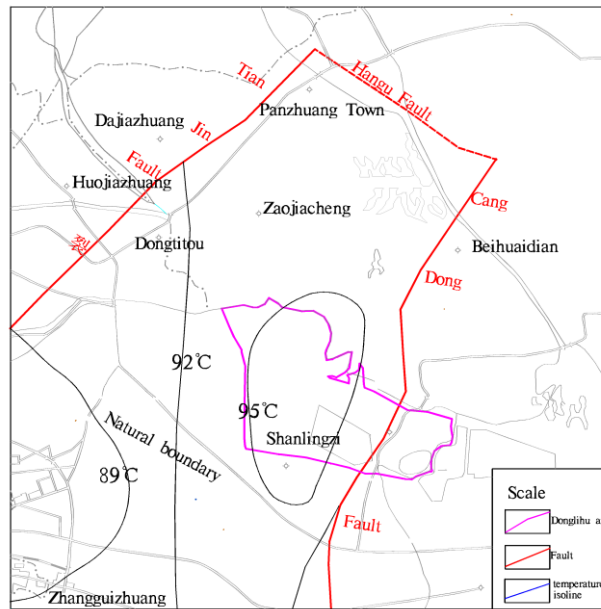 Tian
Hangu Fault
Panzhuang Town
Dajiazhuang
Jin
Fault
Huojiazhuang
Cang
Zaojiacheng
裂
Dongtitou
Beihuaidian
Dong
92℃
95℃
Shanlingzi
Natural boundary
89℃
Scale
Donglihu a
Fault
Fault
temperature
isoline
Zhangguizhuang